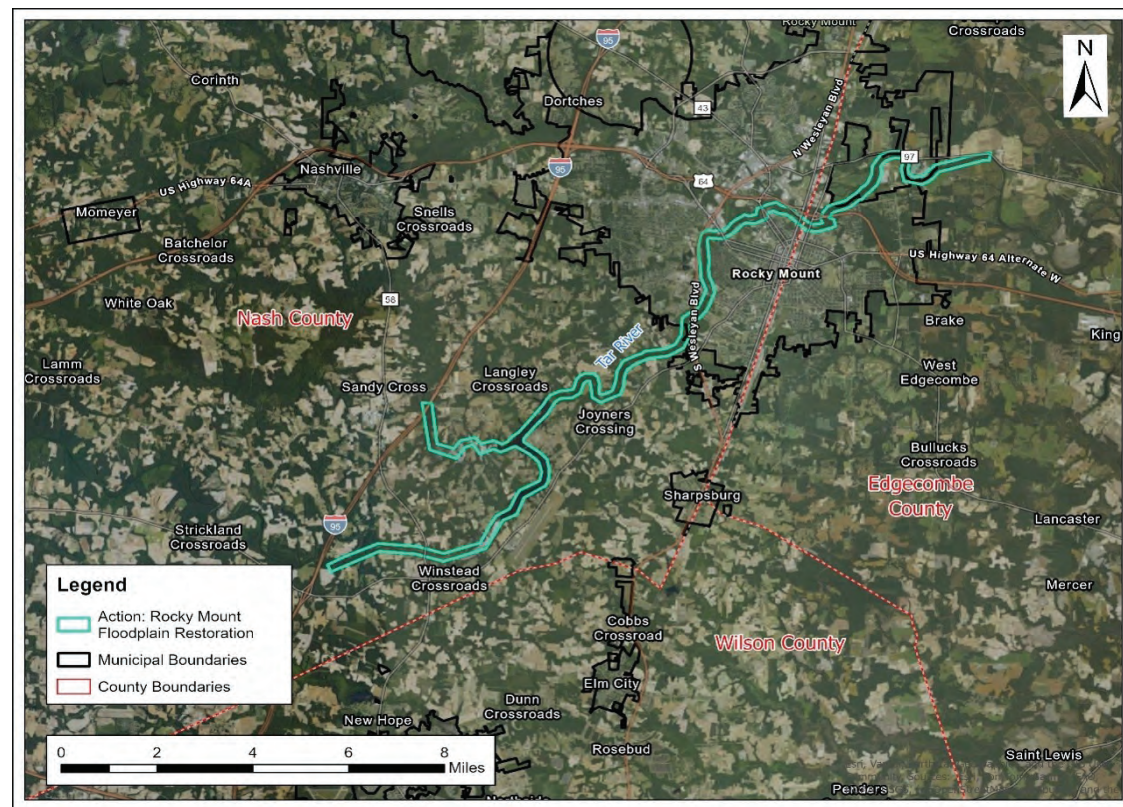 Rocky Mount
Crossroads
N
95
Corinth
Dortches
43
N Wesleyan Blvd
95
97
Nashville
US Highway 64A
64
Momeyer
Snells
Crossroads
Batchelor
Crossroads
US Highway 64 Alternate W
Rocky Mount
White Oak
58
Nash County
Brake
King
Tar River
S Wesleyan Blvd
Lamm
Crossroads
Langley
Crossroads
West
Edgecombe
Sandy Cross
Joyners
Crossing
Bullucks
Crossroads
Edgecombe
County
Sharpsburg
Strickland
Crossroads
95
Lancaster
Winstead
Crossroads
Mercer
Legend
Action: Rocky Mount
Floodplain Restoration
Municipal Boundaries
County Boundaries
Cobbs
Crossroad
Wilson County
Elm City
Dunn
Crossroads
New Hope
Rosebud
Saint Lewis
0 2 4 6 8
Miles
Penders